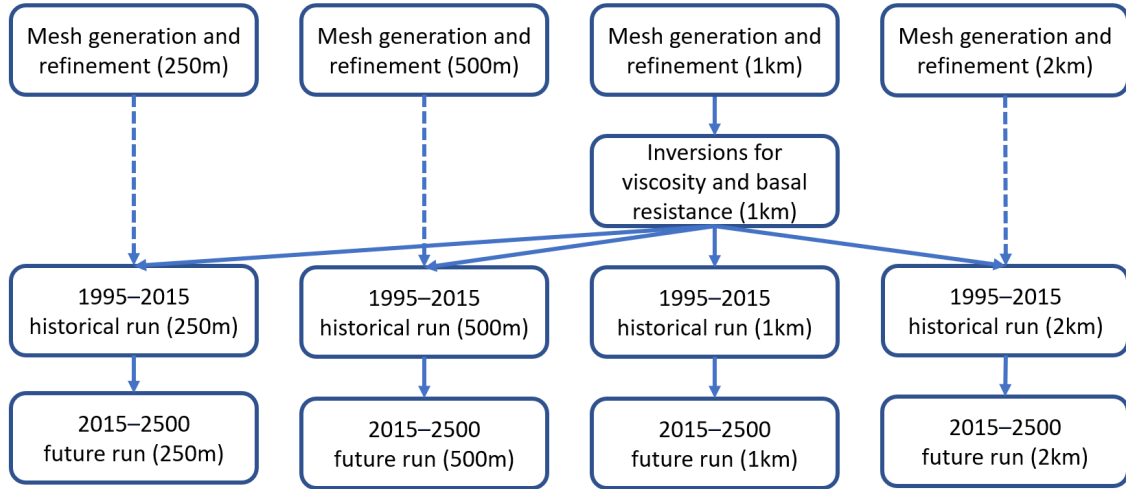 Mesh generation and
refinement (250m)
Mesh generation and
refinement (500m)
Mesh generation and
refinement (1km)
Mesh generation and
refinement (2km)
Inversions for
viscosity and basal
resistance (1km)
1995–2015
historical run (250m)
1995–2015
historical run (500m)
1995–2015
historical run (1km)
1995–2015
historical run (2km)
2015–2500
future run (250m)
2015–2500
future run (500m)
2015–2500
future run (1km)
2015–2500
future run (2km)